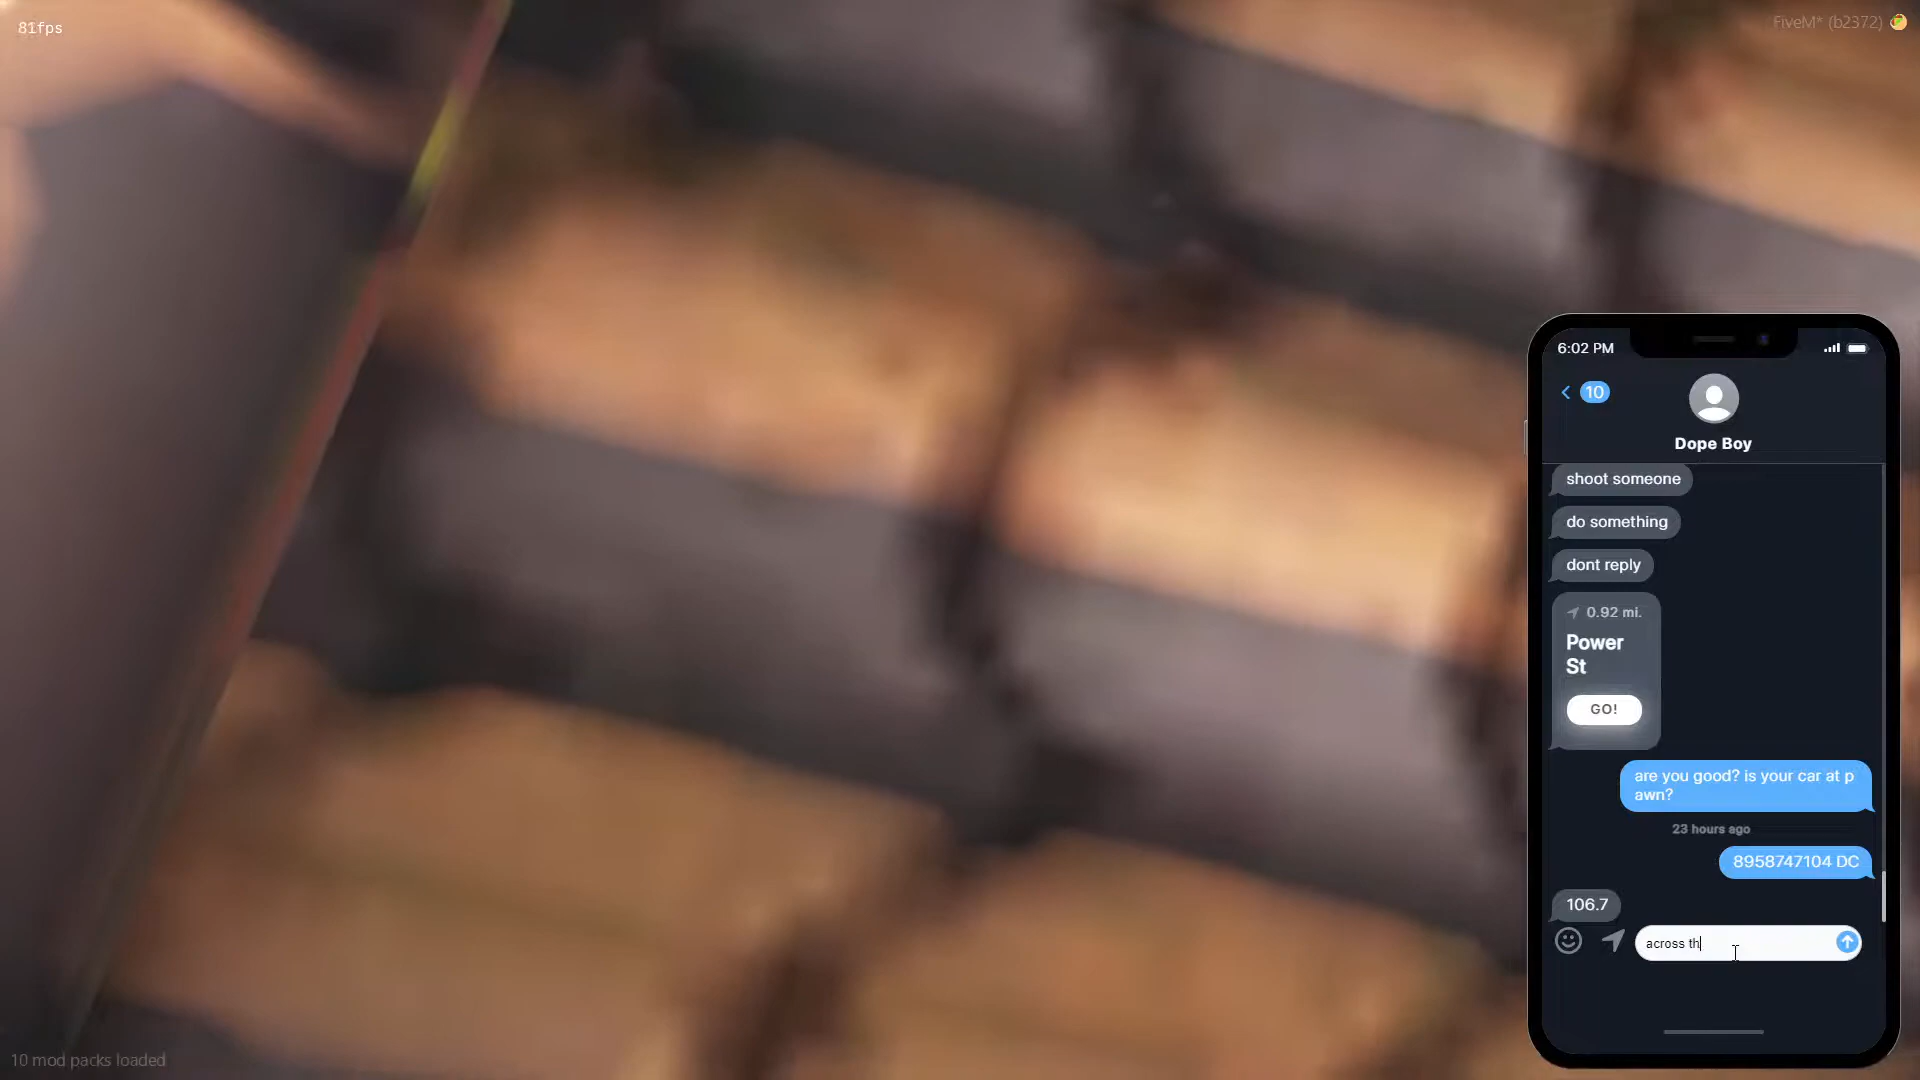 81fps
FiveM* (b2372)
6:02 PM
10
Dope Boy
shoot someone
do something
dont reply
0.92 mi.
Power
St
GO!
are you good? is your car at p
awn?
23 hours ago
8958747104 DC
106.7
across th
10 mod packs loaded